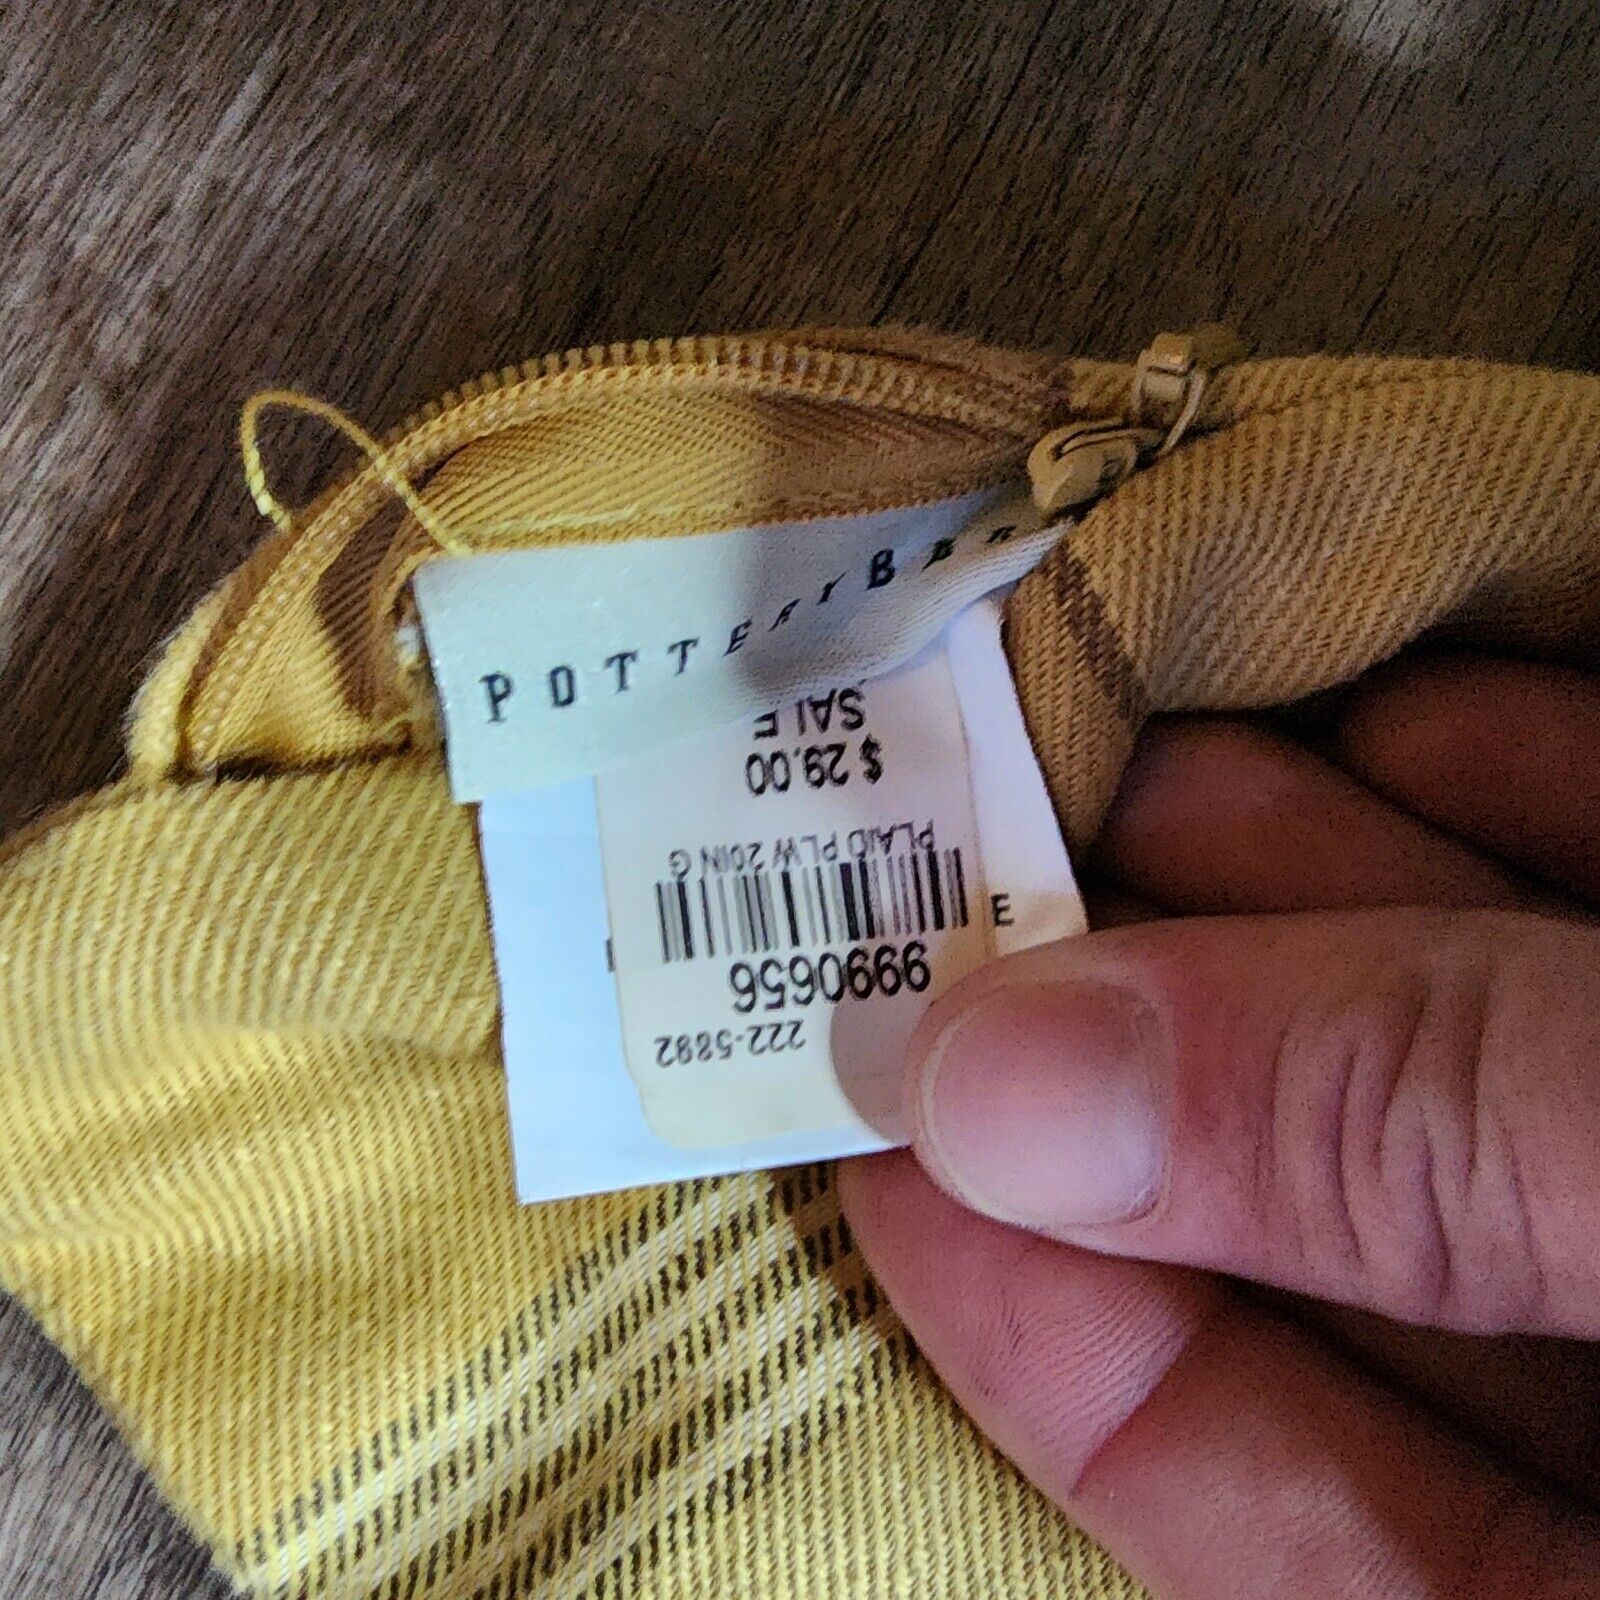 POTTERY BAR
222-5892
9990656
PLAID PLW 20IN G
$ 29.00
SALE
E